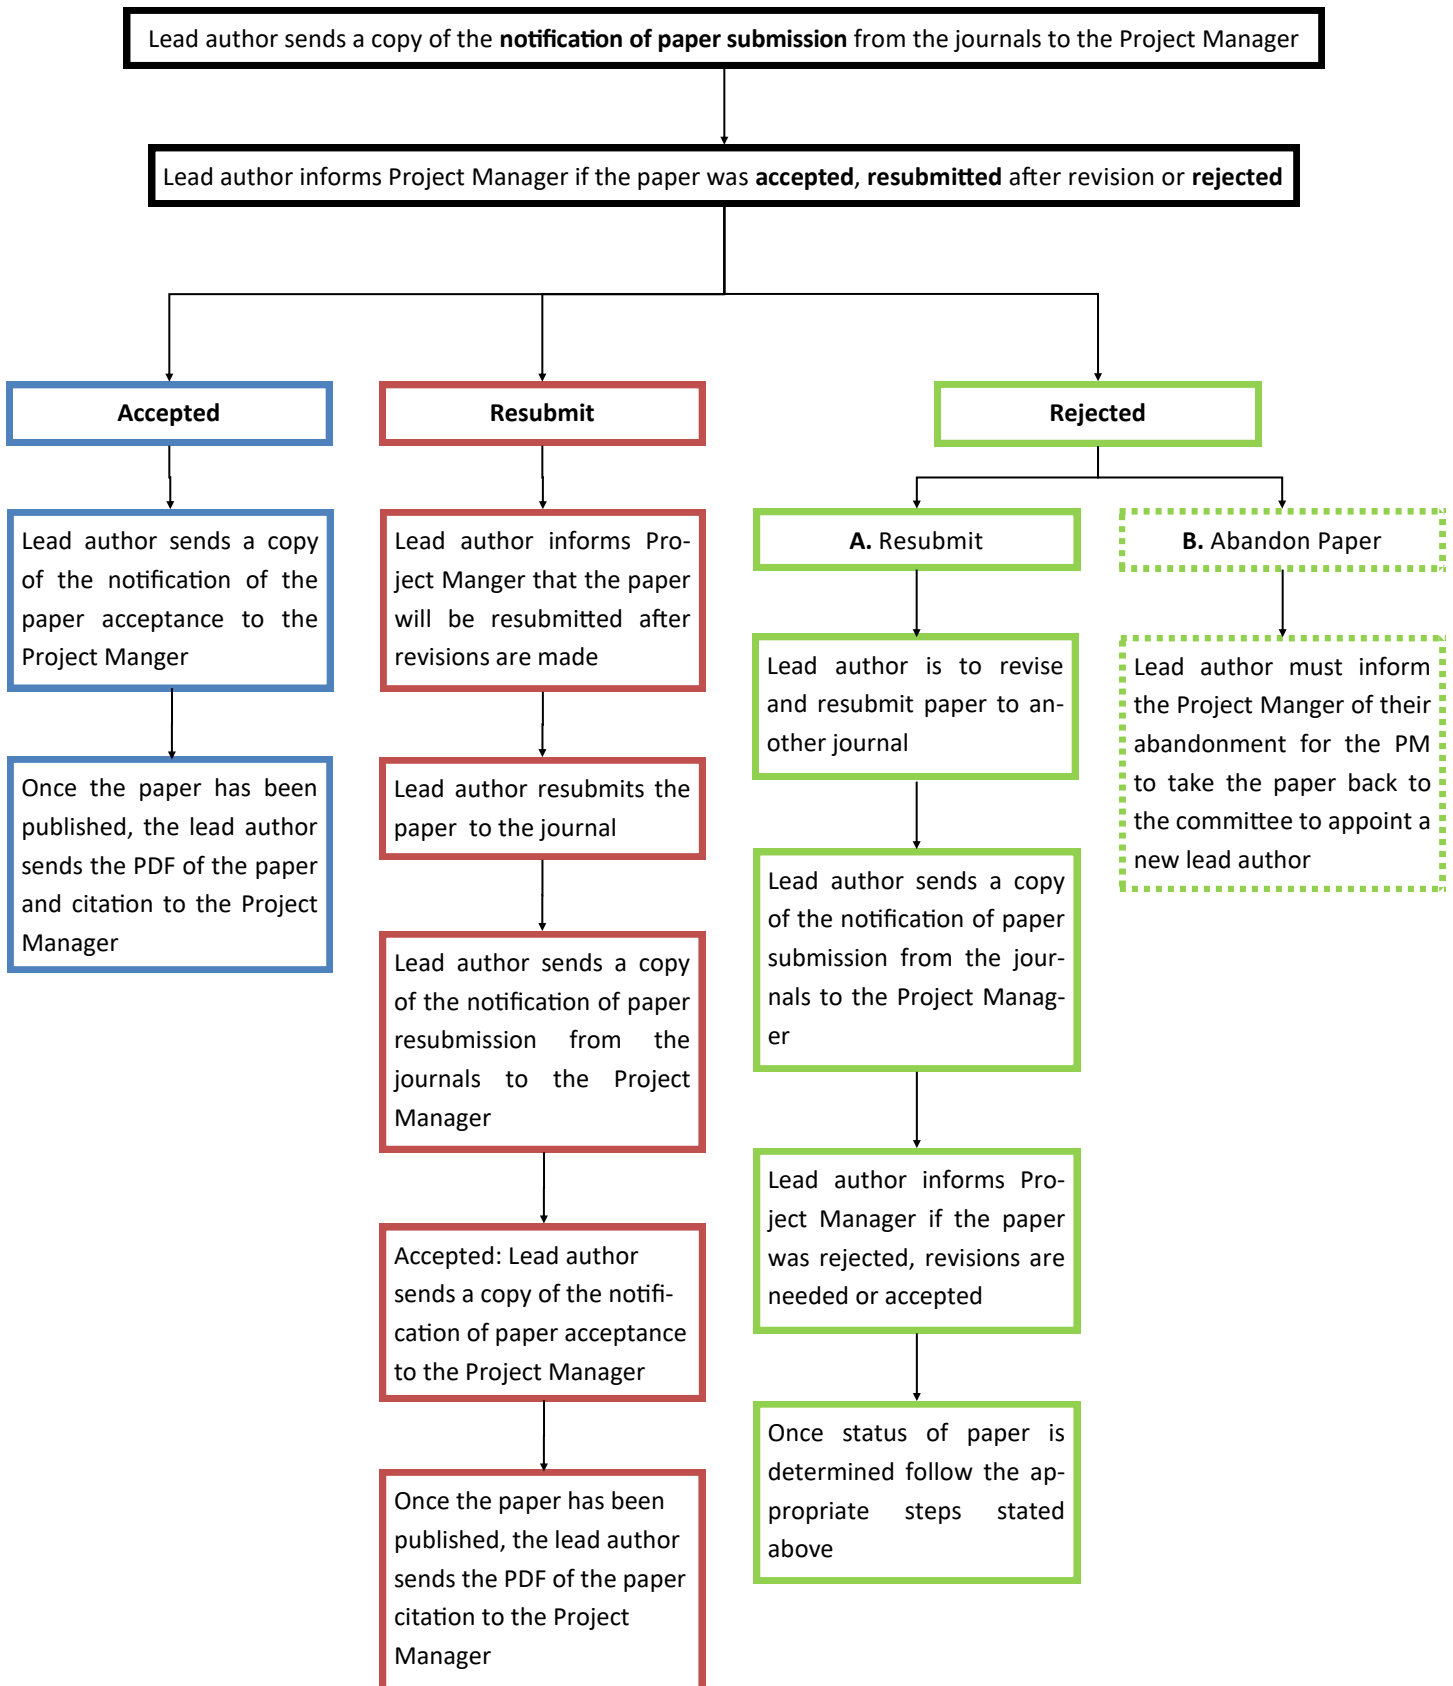 Lead author sends a copy of the notification of paper submission from the journals to the Project Manager
Lead author informs Project Manager if the paper was accepted, resubmitted after revision or rejected
Accepted
Lead author sends a copy
of the notification of the
paper acceptance to the
Project Manger
Once the paper has been
published, the lead author
sends the PDF of the paper
and citation to the Project
Manager
Resubmit
Lead author informs Pro-
ject Manger that the paper
will be resubmitted after
revisions are made
Lead author resubmits the
paper to the journal
Lead author sends a copy
of the notification of paper
resubmission from the
journals to the Project
Manager
Accepted: Lead author
sends a copy of the notifi-
cation of paper acceptance
to the Project Manager
Once the paper has been
published, the lead author
sends the PDF of the paper
citation to the Project
Manager
Rejected
A. Resubmit
Lead author is to revise
and resubmit paper to an-
other journal
Lead author sends a copy
of the notification of paper
submission from the jour-
nals to the Project Manag-
er
Lead author informs Pro-
ject Manager if the paper
was rejected, revisions are
needed or accepted
Once status of paper is
determined follow the ap-
propriate steps stated
above
B. Abandon Paper
Lead author must inform
the Project Manger of their
abandonment for the PM
to take the paper back to
the committee to appoint a
new lead author